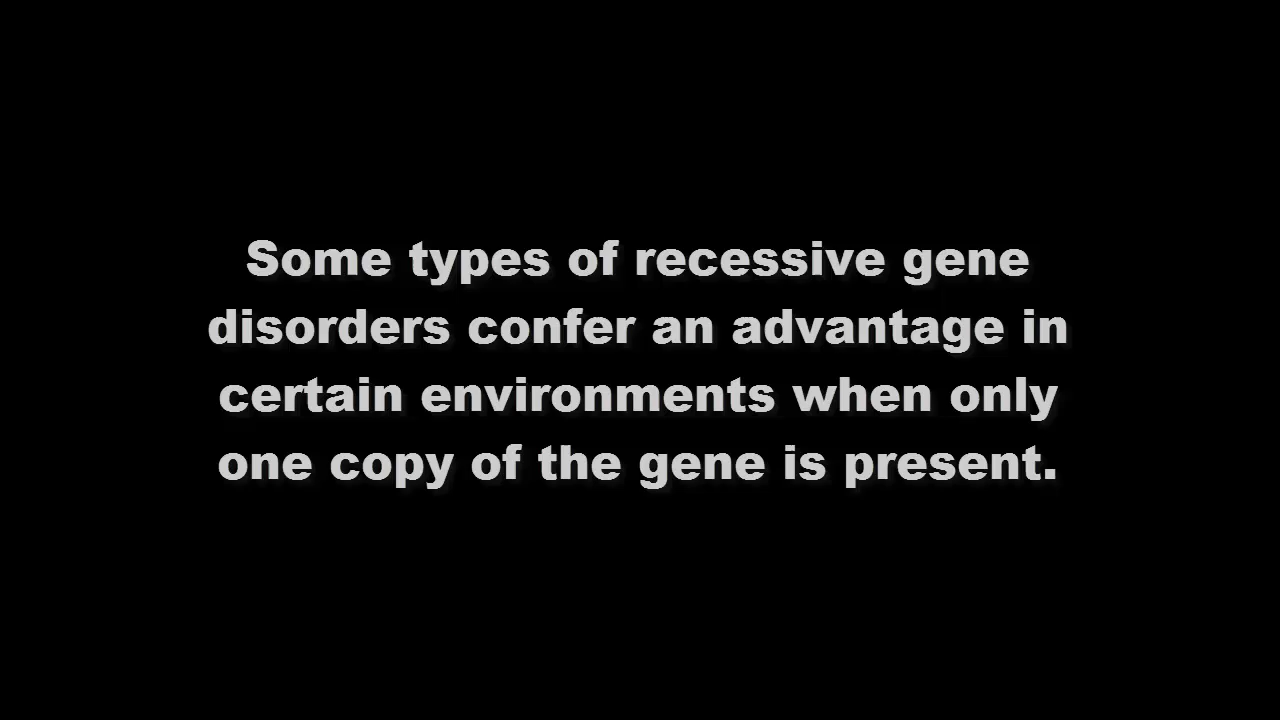 Some types of recessive gene
disorders confer an advantage in
certain environments when only
one copy of the gene is present.